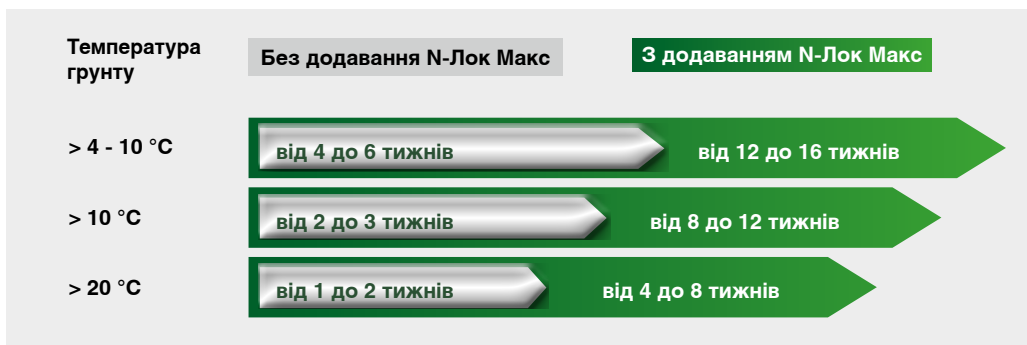 Температура
грунту
Без додавання N-Лок Макс
З додаванням N-Лок Макс
> 4 - 10 °C
від 4 до 6 тижнів
від 12 до 16 тижнів
> 10 °C
від 2 до 3 тижнів
від 8 до 12 тижнів
> 20 °C
від 1 до 2 тижнів
від 4 до 8 тижнів